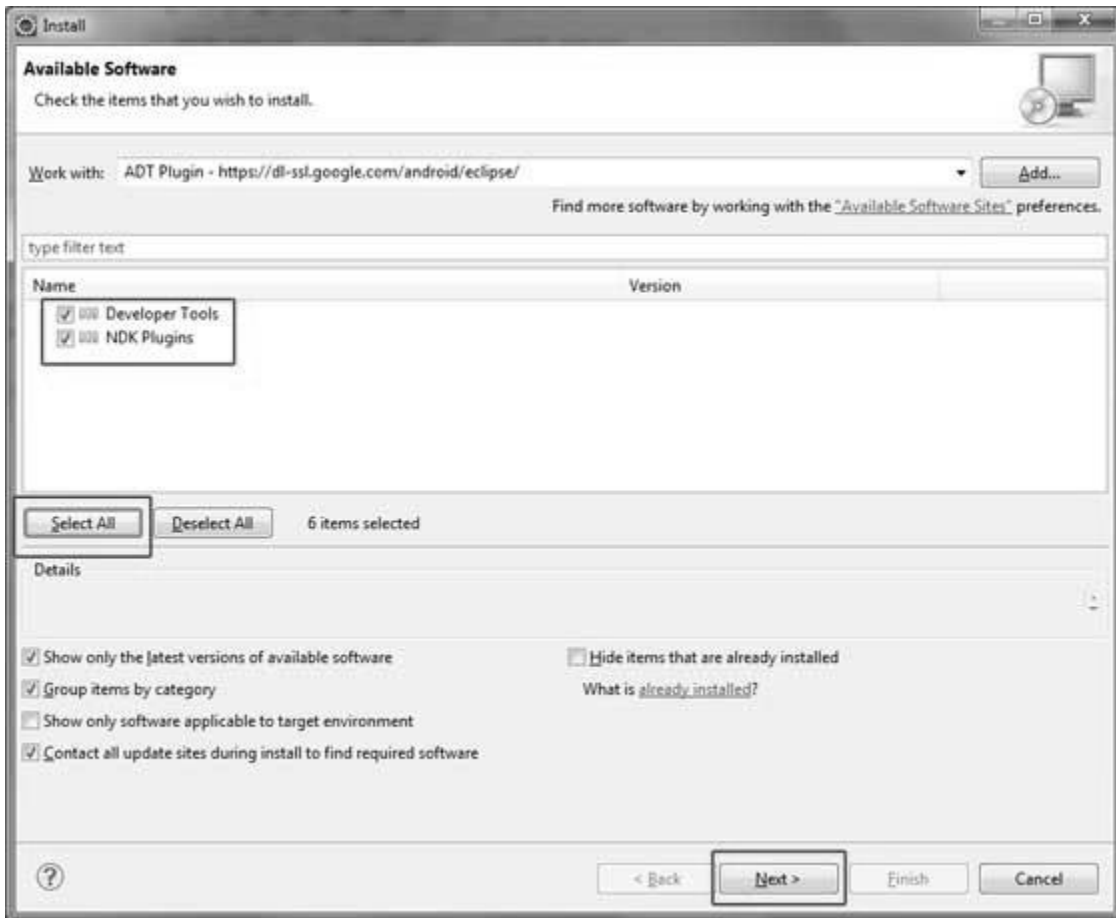 Install
Available Software
Check the items that you wish to install.
Work with: ADT Plugin - https://dl-ssl.google.com/android/eclipse/ Add...
Find more software by working with the "Available Software Sites" preferences.
type filter text
Name Version
Developer Tools
NDK Plugins
Select All Deselect All 6 items selected
Details
Show only the latest versions of available software Hide items that are already installed
Group items by category What is already installed?
Show only software applicable to target environment
Contact all update sites during install to find required software
? < Back Next > Finish Cancel